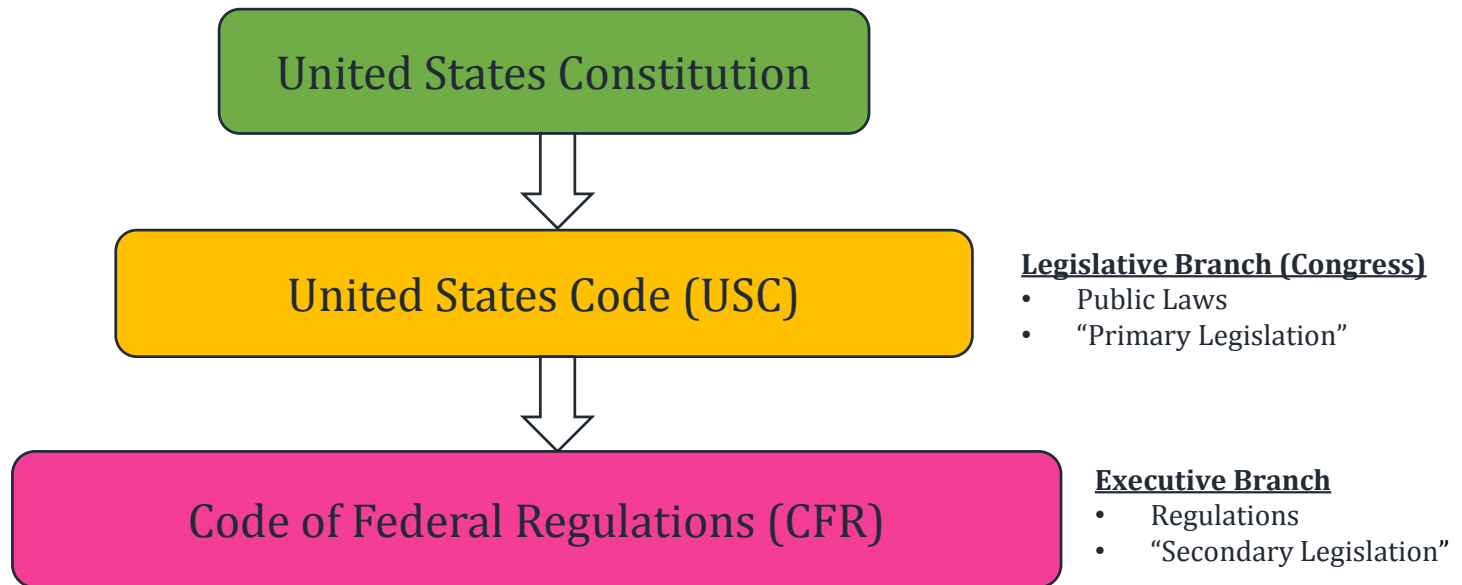 United States Constitution
United States Code (USC)
Legislative Branch (Congress)
• Public Laws
• “Primary Legislation”
Code of Federal Regulations (CFR)
Executive Branch
• Regulations
• “Secondary Legislation”